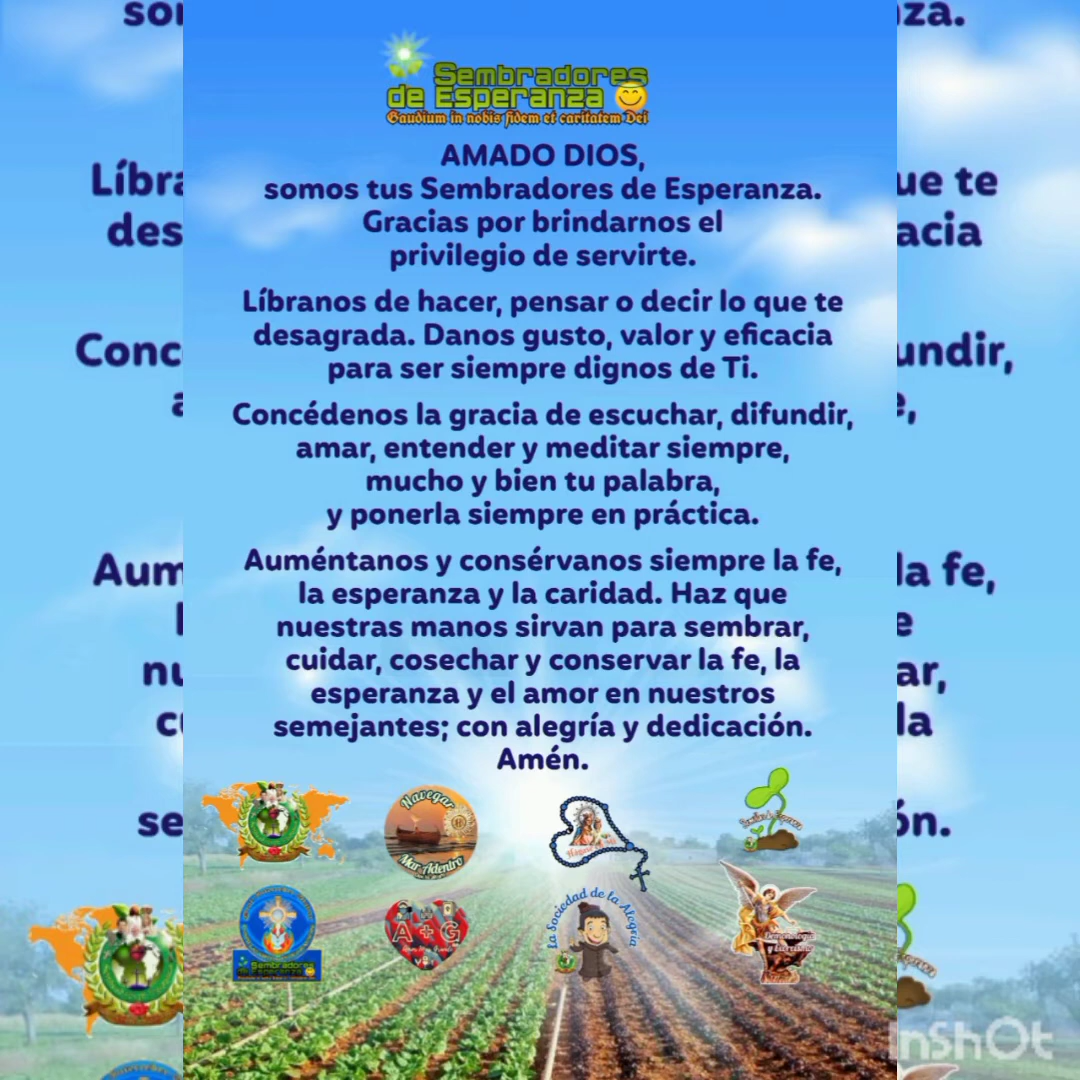 Sembradores
de Esperanza
Gaudium in nobis fidem et caritatem Dei
AMADO DIOS,
somos tus Sembradores de Esperanza.
Gracias por brindarnos el
privilegio de servirte.
Líbranos de hacer, pensar o decir lo que te
desagrada. Danos gusto, valor y eficacia
para ser siempre dignos de Ti.
Concédenos la gracia de escuchar, difundir,
amar, entender y meditar siempre,
mucho y bien tu palabra,
y ponerla siempre en práctica.
Auméntanos y consérvanos siempre la fe,
la esperanza y la caridad. Haz que
nuestras manos sirvan para sembrar,
cuidar, cosechar y conservar la fe, la
esperanza y el amor en nuestros
semejantes; con alegría y dedicación.
Amén.
Navegar
Mar Adentro
Sembradores
de Esperanza
A + G
La Sociedad de la Alegría
Demonología
y Exorcismo
InShOt